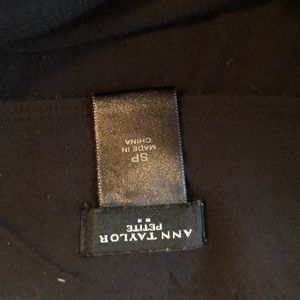 ANN TAYLOR
PETITE
SP
MADE IN
CHINA